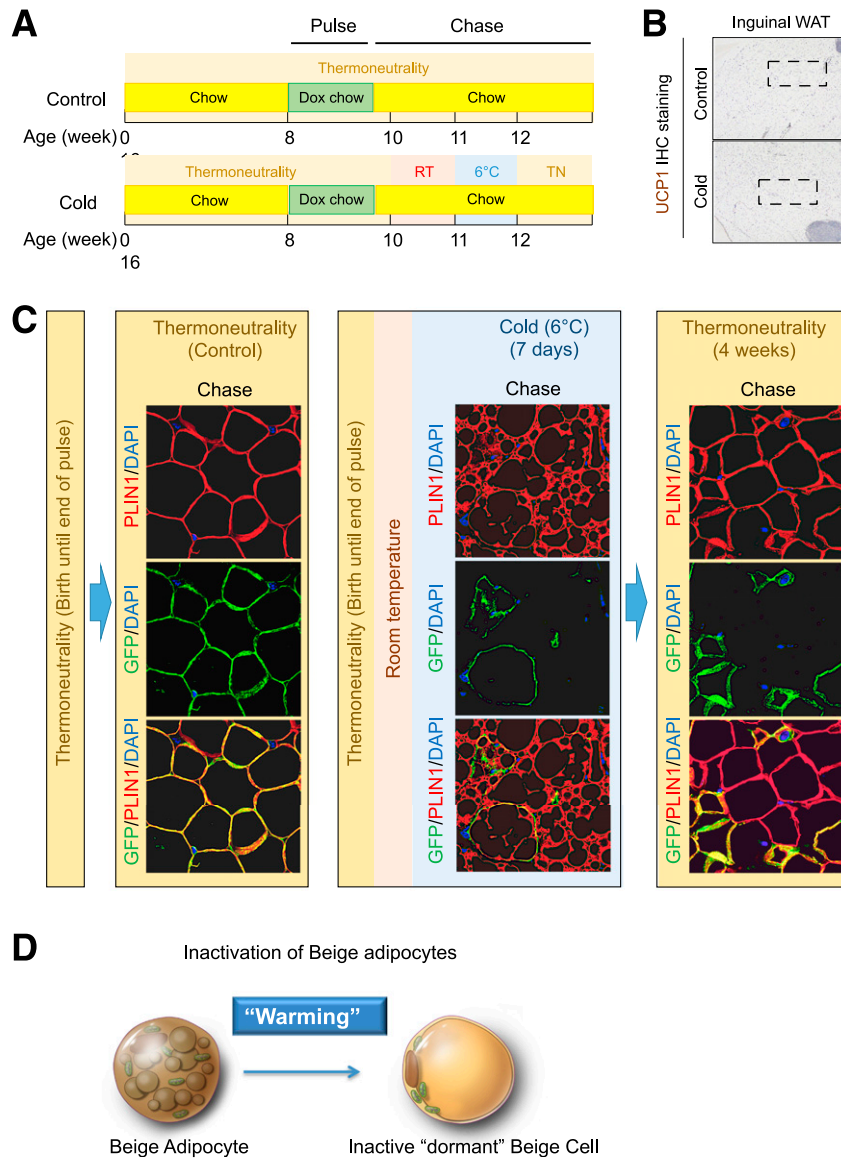 A
Pulse
Chase
Thermoneutrality
Control
Chow
Dox chow
Chow
Age (week)
0
8
10
11
12
Thermoneutrality
RT
6°C
TN
Cold
Chow
Dox chow
Chow
Age (week)
0
8
10
11
12
16
B
Inguinal WAT
UCP1 IHC staining
Control
Cold
C
Thermoneutrality (Birth until end of pulse)
Thermoneutrality
(Control)
Chase
PLIN1/DAPI
GFP/DAPI
GFP/PLIN1/DAPI
Thermoneutrality (Birth until end of pulse)
Room temperature
Cold (6°C)
(7 days)
Chase
PLIN1/DAPI
GFP/DAPI
GFP/PLIN1/DAPI
Thermoneutrality
(4 weeks)
Chase
PLIN1/DAPI
GFP/DAPI
GFP/PLIN1/DAPI
D
Inactivation of Beige adipocytes
“Warming”
Beige Adipocyte
Inactive “dormant” Beige Cell